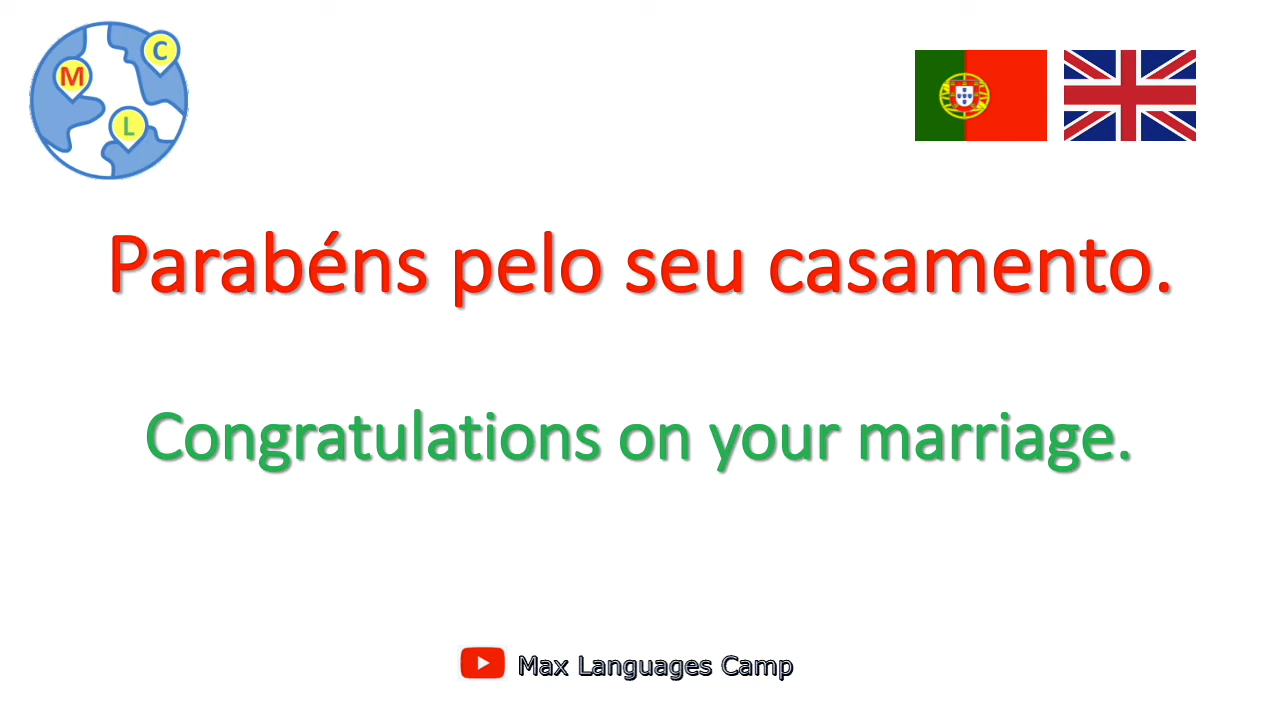 C
M
L
Parabéns pelo seu casamento.
Congratulations on your marriage.
Max Languages Camp